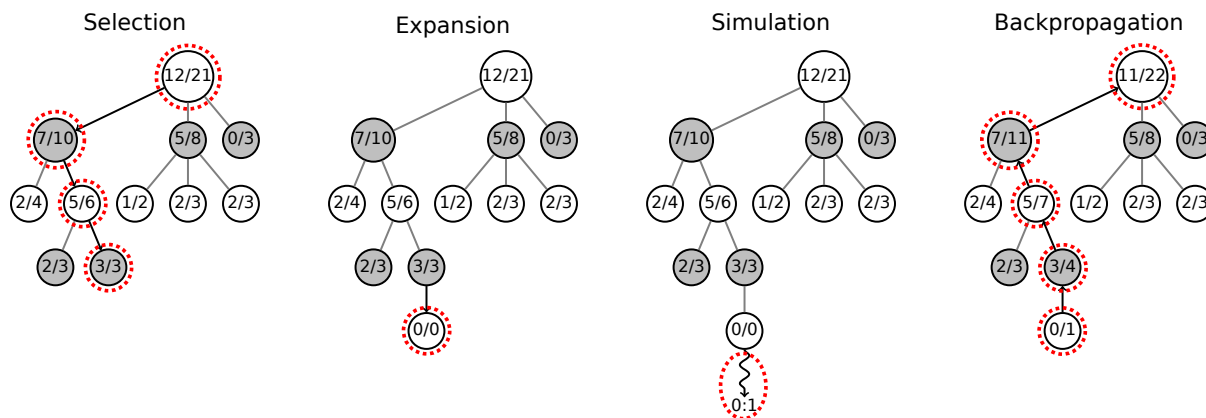 Selection
12/21
7/10 5/8 0/3
2/4 5/6 1/2 2/3 2/3
2/3 3/3
Expansion
12/21
7/10 5/8 0/3
2/4 5/6 1/2 2/3 2/3
2/3 3/3
0/0
Simulation
12/21
7/10 5/8 0/3
2/4 5/6 1/2 2/3 2/3
2/3 3/3
0/0
0:1
Backpropagation
11/22
7/11 5/8 0/3
2/4 5/7 1/2 2/3 2/3
2/3 3/4
0/1